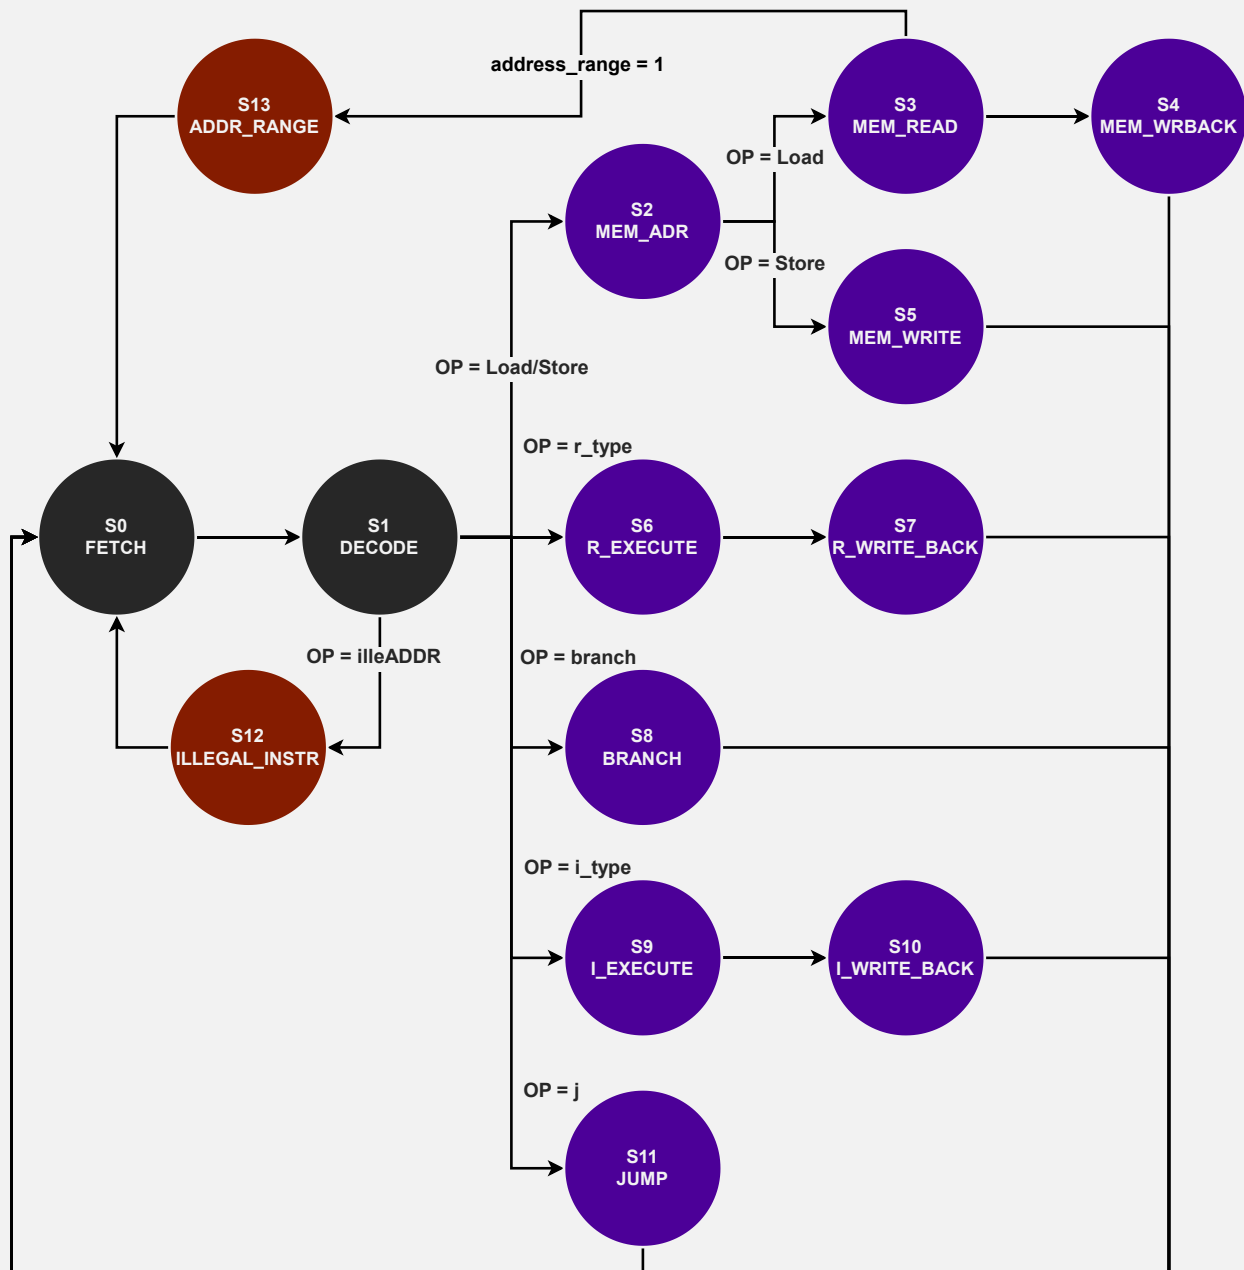 address_range = 1
S13
ADDR_RANGE
S3
MEM_READ
S4
MEM_WRBACK
OP = Load
S2
MEM_ADR
OP = Store
S5
MEM_WRITE
OP = Load/Store
OP = r_type
S0
FETCH
S1
DECODE
S6
R_EXECUTE
S7
R_WRITE_BACK
OP = illeADDR
OP = branch
S12
ILLEGAL_INSTR
S8
BRANCH
OP = i_type
S9
I_EXECUTE
S10
I_WRITE_BACK
OP = j
S11
JUMP